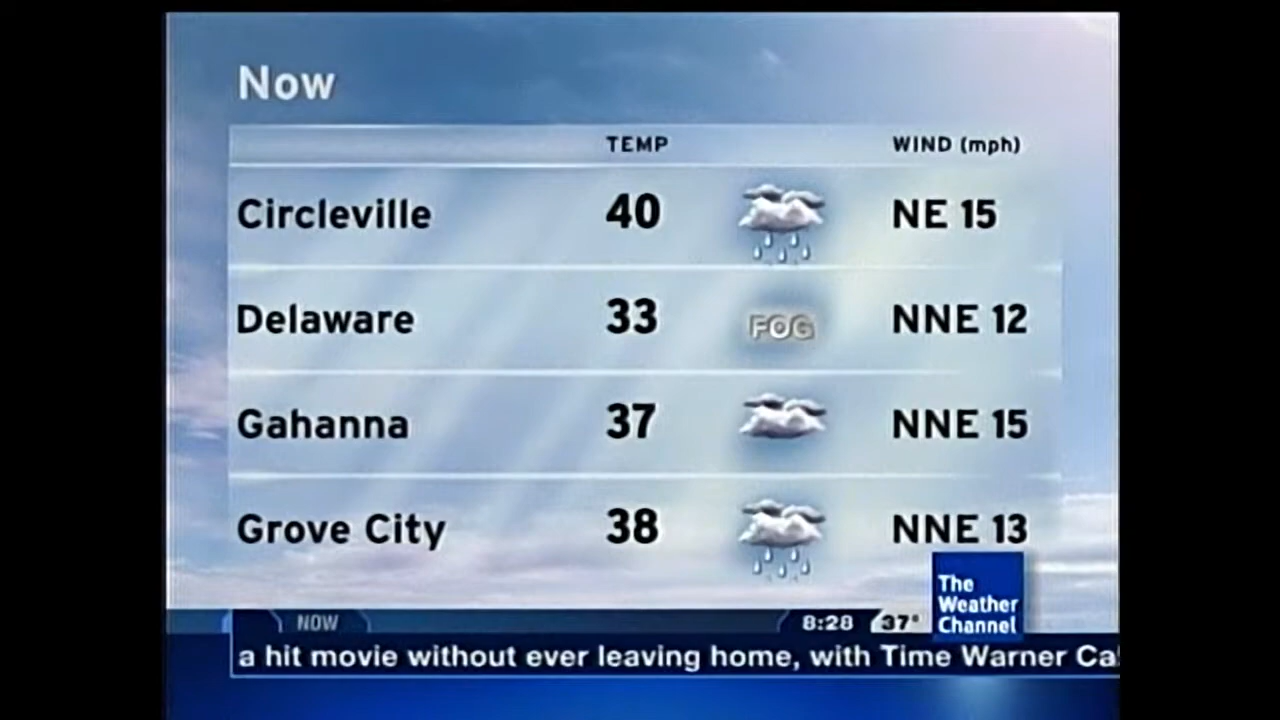 Now
TEMP WIND (mph)
Circleville 40 NE 15
Delaware 33 FOG NNE 12
Gahanna 37 NNE 15
Grove City 38 NNE 13
NOW 8:28 37°
The
Weather
Channel
a hit movie without ever leaving home, with Time Warner